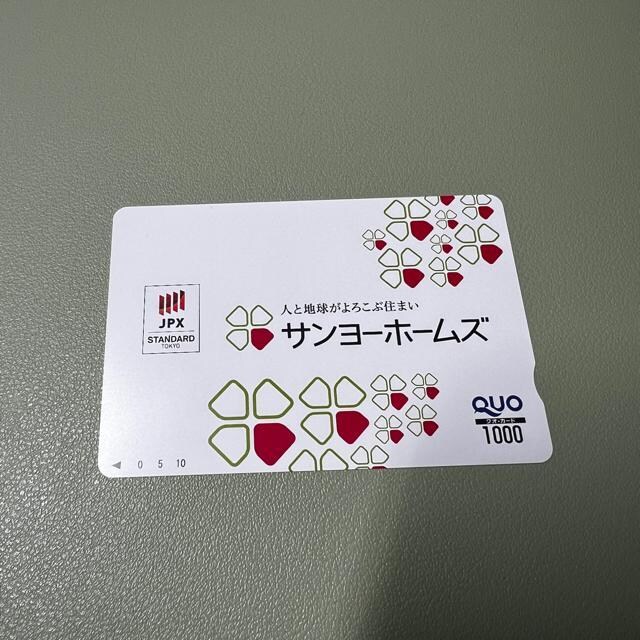 JPX
STANDARD
TOKYO
人と地球がよろこぶ住まい
サンヨーホームズ
QUO
クオ・カード
1000
0 5 10